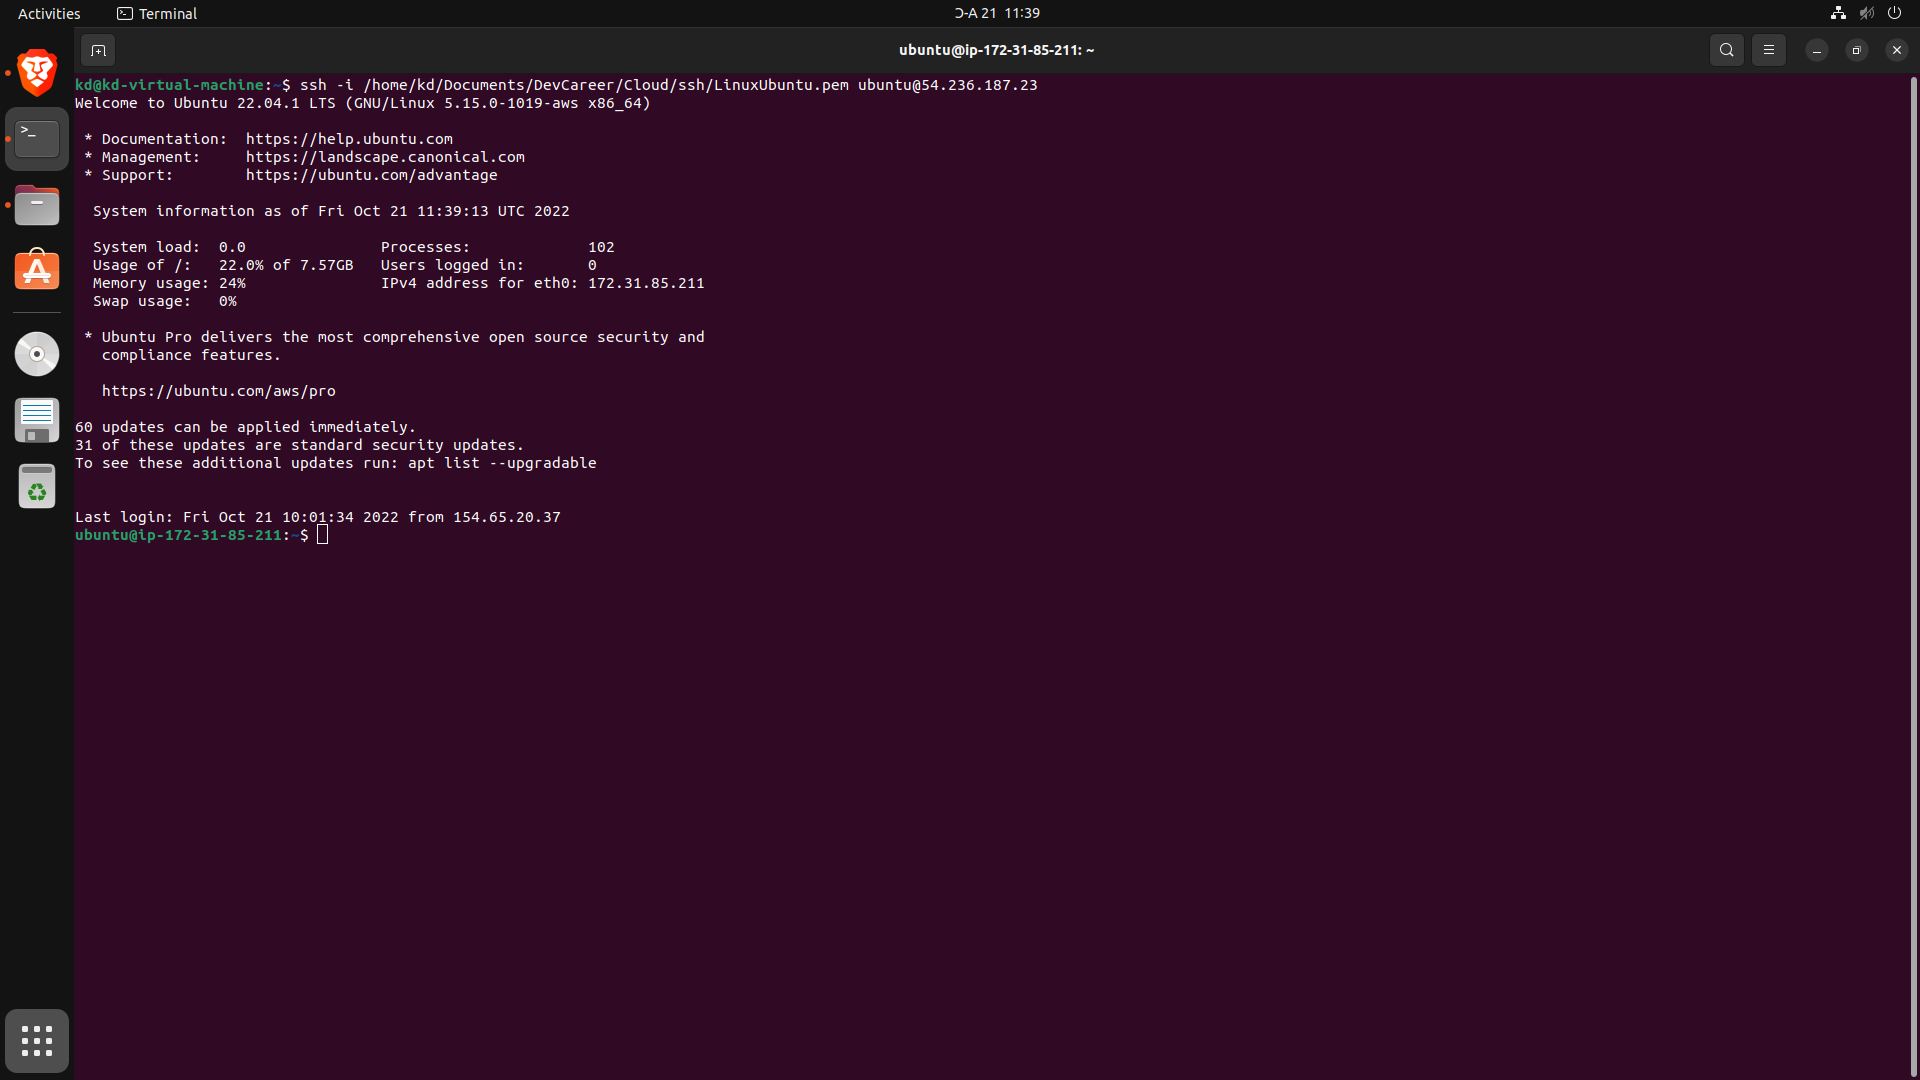 Activities
Terminal
Ɔ-A 21 11:39
ubuntu@ip-172-31-85-211: ~
kd@kd-virtual-machine:~$ ssh -i /home/kd/Documents/DevCareer/Cloud/ssh/LinuxUbuntu.pem ubuntu@54.236.187.23
Welcome to Ubuntu 22.04.1 LTS (GNU/Linux 5.15.0-1019-aws x86_64)
* Documentation:  https://help.ubuntu.com
* Management:     https://landscape.canonical.com
* Support:        https://ubuntu.com/advantage
System information as of Fri Oct 21 11:39:13 UTC 2022
System load:  0.0               Processes:             102
Usage of /:   22.0% of 7.57GB   Users logged in:       0
Memory usage: 24%               IPv4 address for eth0: 172.31.85.211
Swap usage:   0%
* Ubuntu Pro delivers the most comprehensive open source security and
compliance features.
https://ubuntu.com/aws/pro
60 updates can be applied immediately.
31 of these updates are standard security updates.
To see these additional updates run: apt list --upgradable
Last login: Fri Oct 21 10:01:34 2022 from 154.65.20.37
ubuntu@ip-172-31-85-211:~$